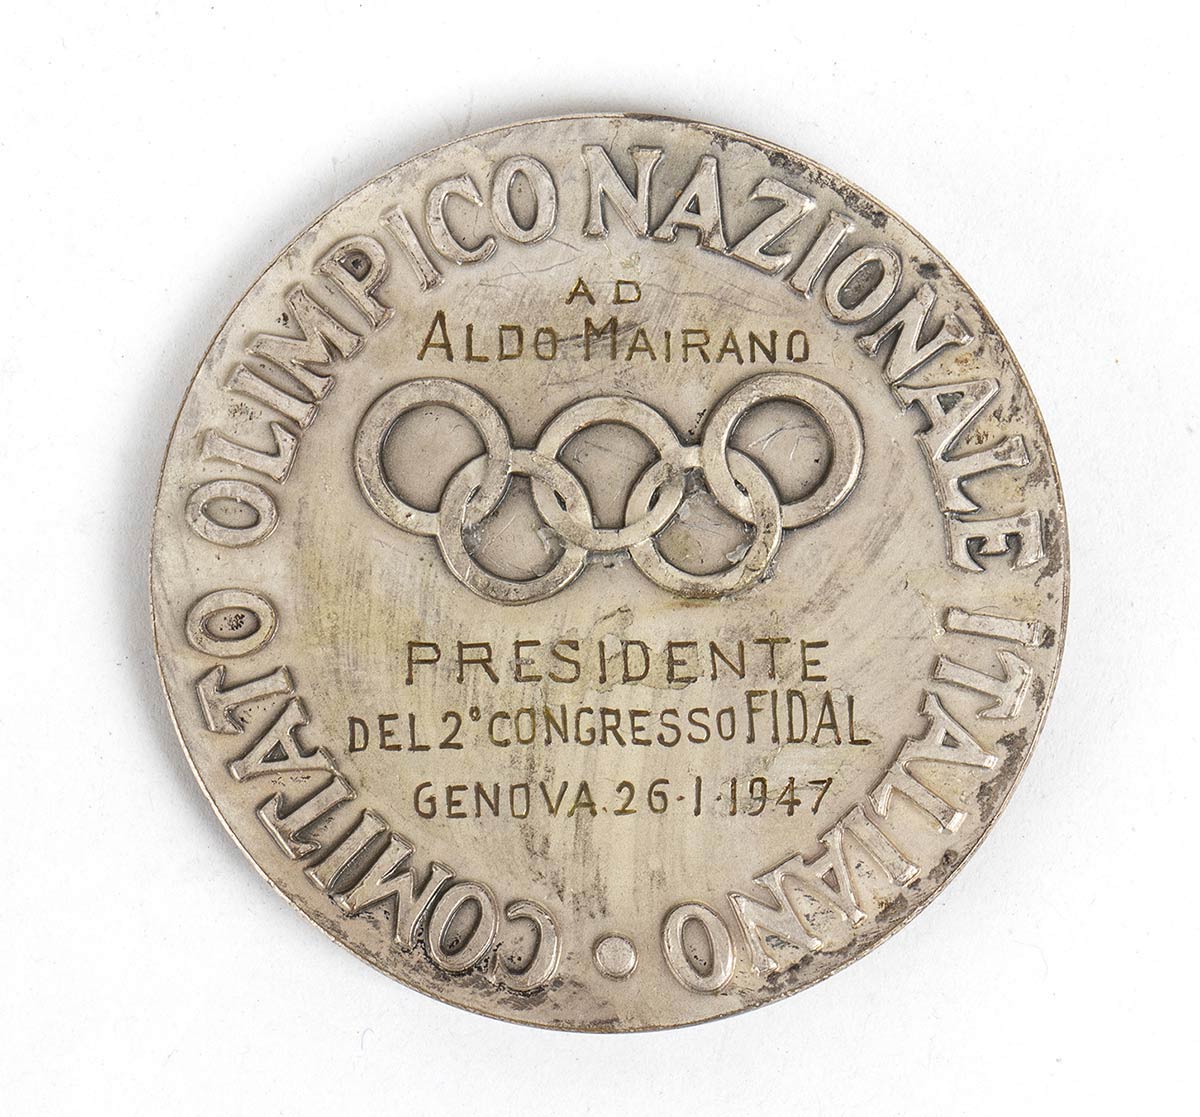 COMITATO OLIMPICO NAZIONALE ITALIANO •
AD
ALDO MAIRANO
PRESIDENTE
DEL 2° CONGRESSO FIDAL
GENOVA. 26·1·1947